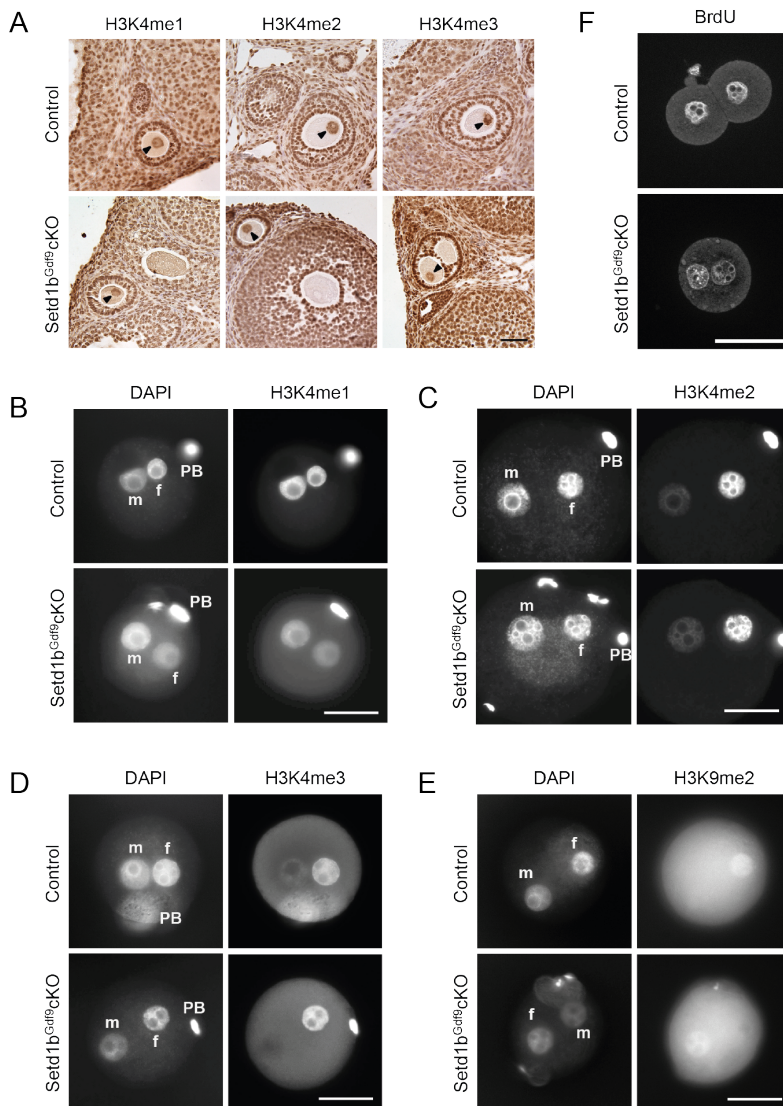 A
H3K4me1 H3K4me2 H3K4me3
Control
Setd1bGdf9cKO
F
BrdU
Control
Setd1bGdf9cKO
B
DAPI H3K4me1
Control
m f PB
Setd1bGdf9cKO
m f PB
C
DAPI H3K4me2
Control
m f PB
Setd1bGdf9cKO
m f PB
D
DAPI H3K4me3
Control
m f
PB
Setd1bGdf9cKO
m f PB
E
DAPI H3K9me2
Control
m f
Setd1bGdf9cKO
f m